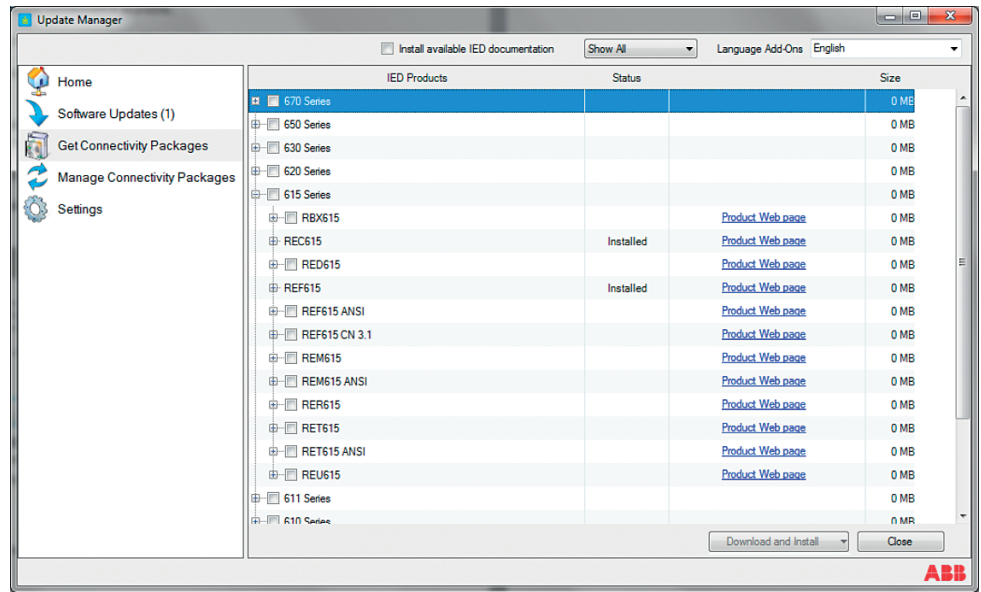 Update Manager
Install available IED documentation Show All Language Add-Ons English
Home
Software Updates (1)
Get Connectivity Packages
Manage Connectivity Packages
Settings
IED Products Status Size
670 Series 0 MB
650 Series 0 MB
630 Series 0 MB
620 Series 0 MB
615 Series 0 MB
RBX615 Product Web page 0 MB
REC615 Installed Product Web page 0 MB
RED615 Product Web page 0 MB
REF615 Installed Product Web page 0 MB
REF615 ANSI Product Web page 0 MB
REF615 CN 3.1 Product Web page 0 MB
REM615 Product Web page 0 MB
REM615 ANSI Product Web page 0 MB
RER615 Product Web page 0 MB
RET615 Product Web page 0 MB
RET615 ANSI Product Web page 0 MB
REU615 Product Web page 0 MB
611 Series 0 MB
610 Series 0 MB
Download and Install Close
ABB